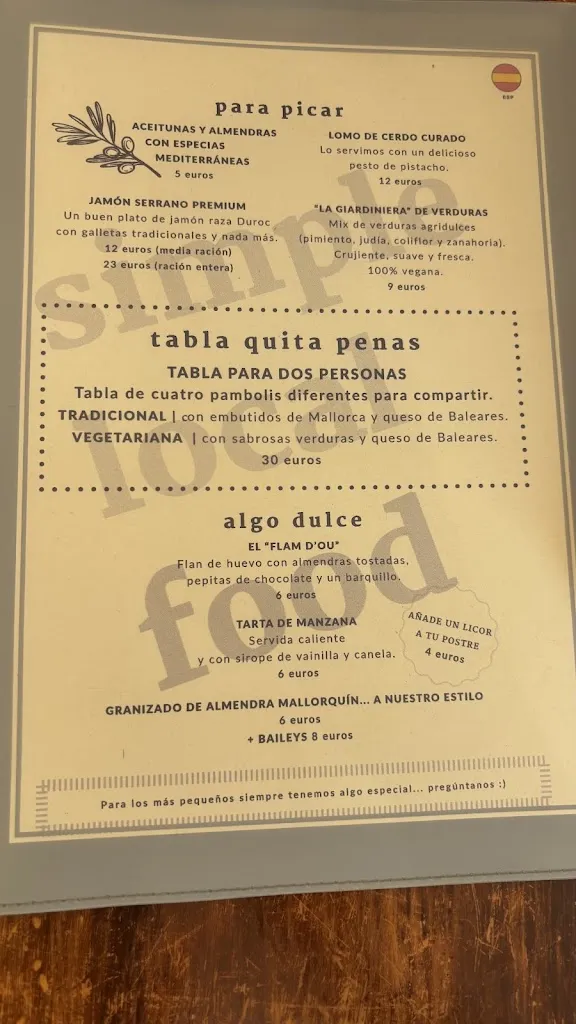 ESP
para picar
ACEITUNAS Y ALMENDRAS
CON ESPECIAS
MEDITERRÁNEAS
5 euros
LOMO DE CERDO CURADO
Lo servimos con un delicioso
pesto de pistacho.
12 euros
JAMÓN SERRANO PREMIUM
Un buen plato de jamón raza Duroc
con galletas tradicionales y nada más.
12 euros (media ración)
23 euros (ración entera)
"LA GIARDINIERA" DE VERDURAS
Mix de verduras agridulces
(pimiento, judía, coliflor y zanahoria).
Crujiente, suave y fresca.
100% vegana.
9 euros
simple
local
food
tabla quita penas
TABLA PARA DOS PERSONAS
Tabla de cuatro pambolis diferentes para compartir.
TRADICIONAL | con embutidos de Mallorca y queso de Baleares.
VEGETARIANA | con sabrosas verduras y queso de Baleares.
30 euros
algo dulce
EL "FLAM D'OU"
Flan de huevo con almendras tostadas,
pepitas de chocolate y un barquillo.
6 euros
TARTA DE MANZANA
Servida caliente
y con sirope de vainilla y canela.
6 euros
AÑADE UN LICOR
A TU POSTRE
4 euros
GRANIZADO DE ALMENDRA MALLORQUÍN... A NUESTRO ESTILO
6 euros
+ BAILEYS 8 euros
Para los más pequeños siempre tenemos algo especial... pregúntanos :)